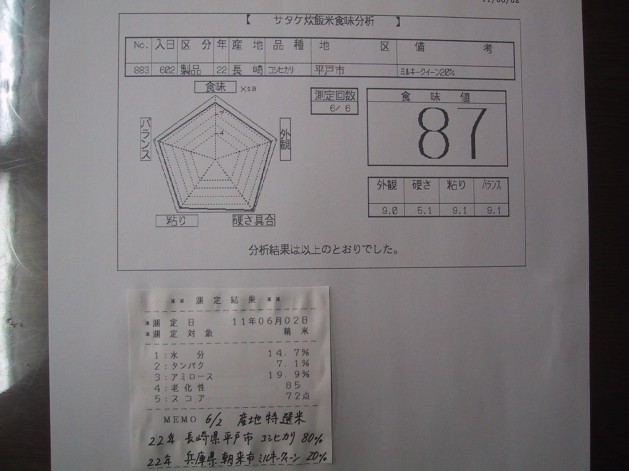 11/06/02
【 サタケ炊飯米食味分析 】
No. 入日 区分 年 産地 品種 地区 備考
883 602 製品 22 長崎 コシヒカリ 平戸市 ミルキークイーン20%
食味 ×10
バランス
外観
粘り
硬さ具合
測定回数
6/ 6
食味値
87
外観 硬さ 粘り バランス
9.0 5.1 9.1 9.1
分析結果は以上のとおりでした。
** 測定結果 **
*測定日 11年06月02日
*測定対象 精米
1:水分 14.7%
2:タンパク 7.1%
3:アミロース 19.9%
4:老化性 85
5:スコア 72点
MEMO 6/2 産地特選米
22年 長崎県平戸市 コシヒカリ 80%
22年 兵庫県朝来市ミルキークィーン 20%